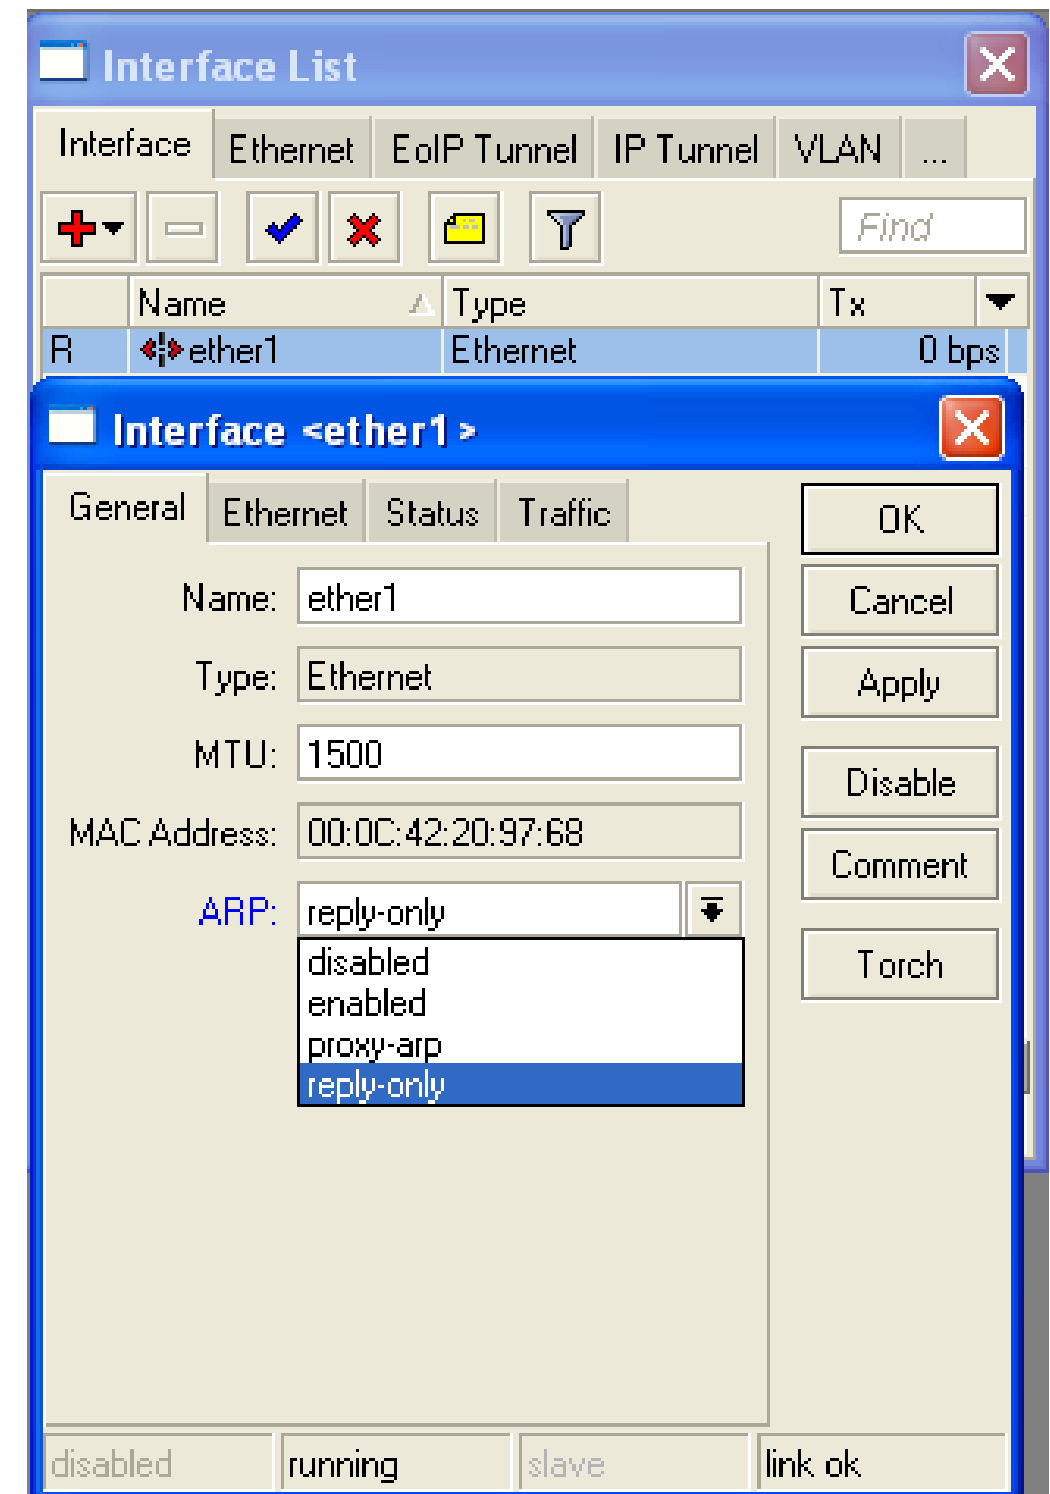 Interface List
Interface Ethernet EoIP Tunnel IP Tunnel VLAN ...
Find
Name Type Tx
R ether1 Ethernet 0 bps
Interface <ether1>
General Ethernet Status Traffic
OK
Name: ether1
Cancel
Type: Ethernet
Apply
MTU: 1500
Disable
MAC Address: 00:0C:42:20:97:68
Comment
ARP: reply-only
disabled
Torch
enabled
proxy-arp
reply-only
disabled running slave link ok